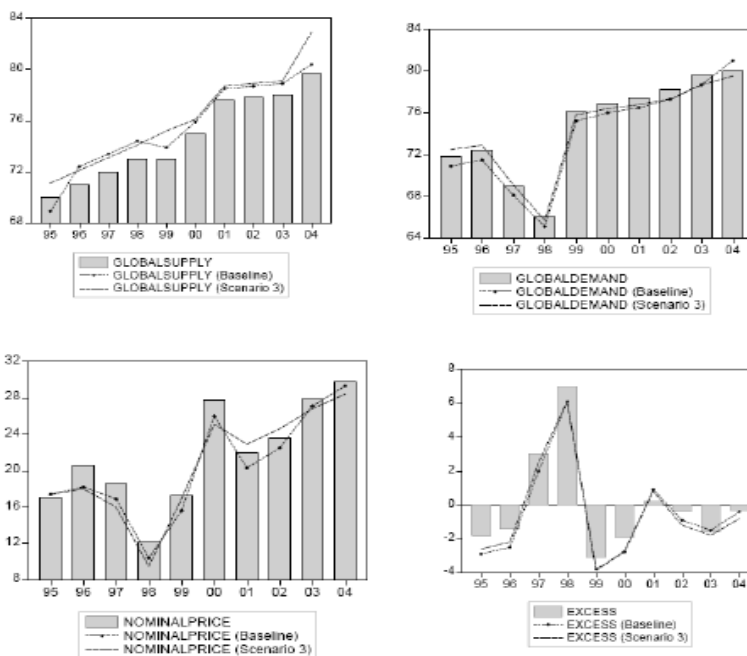 84
80
76
72
68
95 96 97 98 99 00 01 02 03 04
GLOBALSUPPLY
GLOBALSUPPLY (Baseline)
GLOBALSUPPLY (Scenario 3)
84
80
76
72
68
64
95 96 97 98 99 00 01 02 03 04
GLOBALDEMAND
GLOBALDEMAND (Baseline)
GLOBALDEMAND (Scenario 3)
32
28
24
20
16
12
8
95 96 97 98 99 00 01 02 03 04
NOMINALPRICE
NOMINALPRICE (Baseline)
NOMINALPRICE (Scenario 3)
8
6
4
2
0
-2
-4
95 96 97 98 99 00 01 02 03 04
EXCESS
EXCESS (Baseline)
EXCESS (Scenario 3)